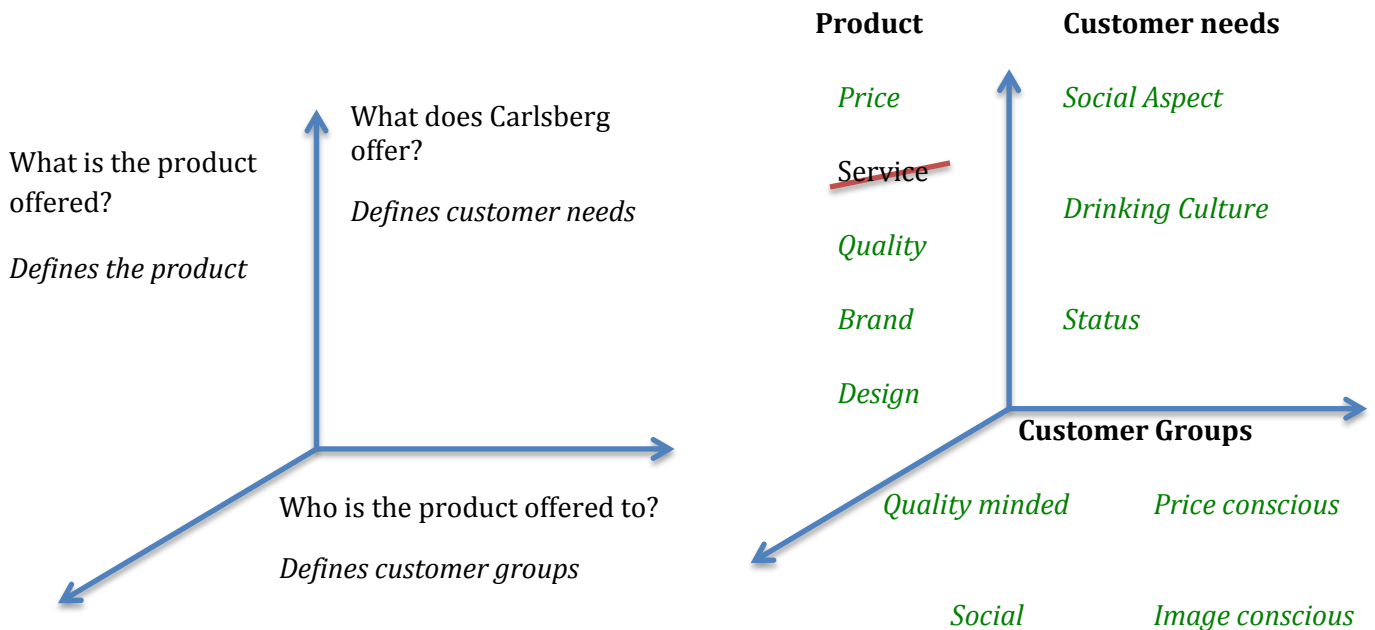 What is the product
offered?
Defines the product
What does Carlsberg
offer?
Defines customer needs
Who is the product offered to?
Defines customer groups
Product
Price
Service
Quality
Brand
Design
Customer needs
Social Aspect
Drinking Culture
Status
Customer Groups
Quality minded
Price conscious
Social
Image conscious